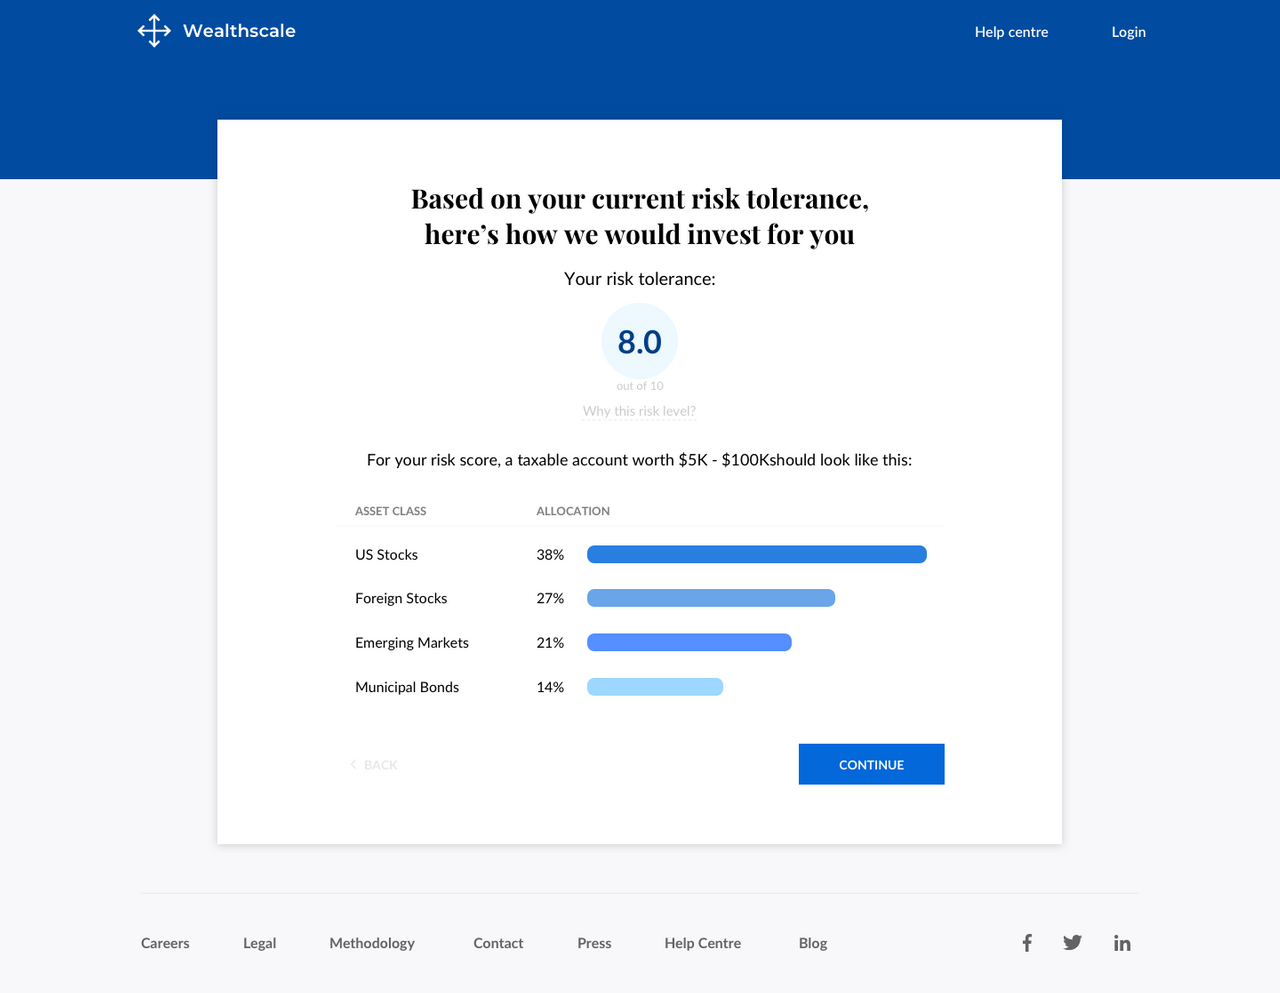 Wealthscale
Help centre
Login
Based on your current risk tolerance,
here’s how we would invest for you
Your risk tolerance:
8.0
out of 10
Why this risk level?
For your risk score, a taxable account worth $5K - $100Kshould look like this:
ASSET CLASS ALLOCATION
US Stocks 38%
Foreign Stocks 27%
Emerging Markets 21%
Municipal Bonds 14%
BACK
CONTINUE
Careers Legal Methodology Contact Press Help Centre Blog